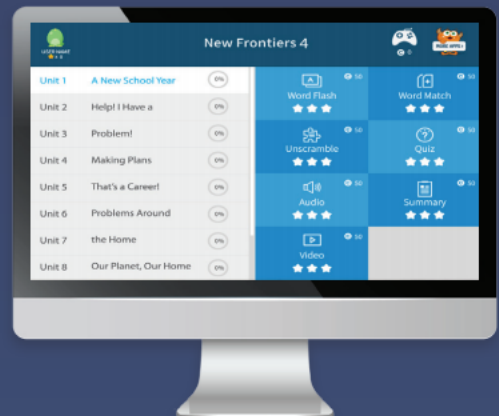 New Frontiers 4
USER NAME
0
Unit 1 A New School Year 0%
Unit 2 Help! I Have a 0%
Unit 3 Problem! 0%
Unit 4 Making Plans 0%
Unit 5 That's a Career! 0%
Unit 6 Problems Around 0%
Unit 7 the Home 0%
Unit 8 Our Planet, Our Home 0%
Word Flash 50
Word Match 50
Unscramble 50
Quiz 50
Audio 50
Summary 50
Video 50